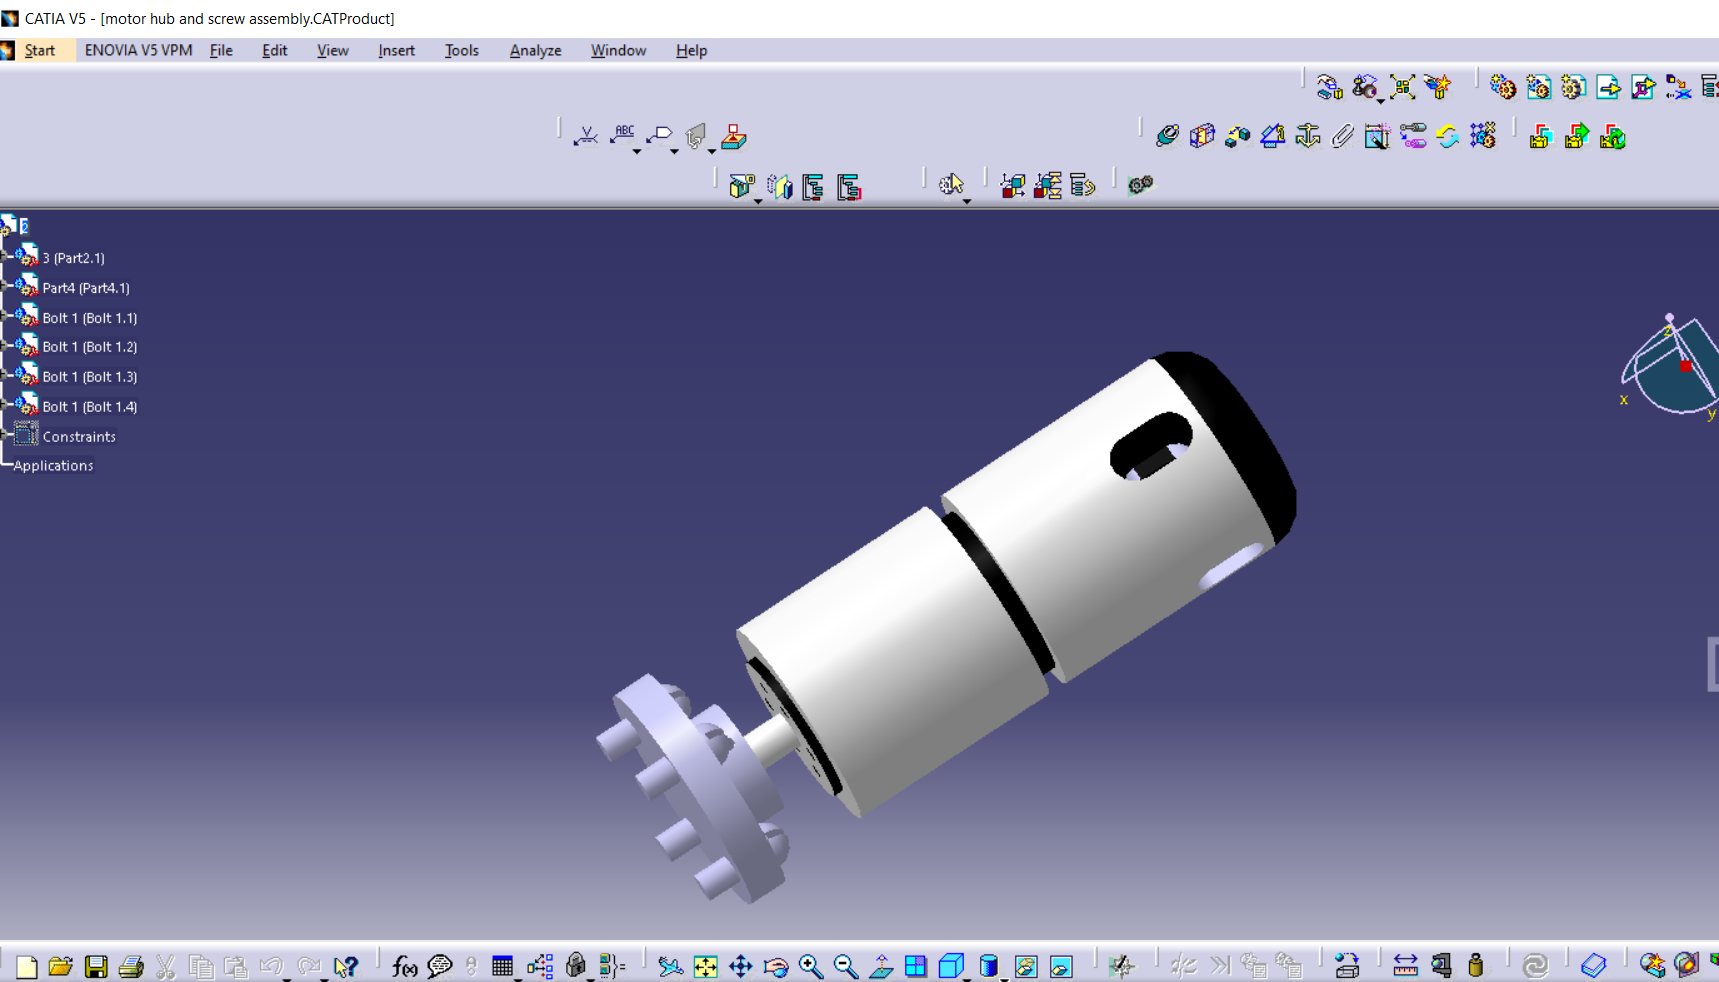 CATIA V5 - [motor hub and screw assembly.CATProduct]
Start ENOVIA V5 VPM File Edit View Insert Tools Analyze Window Help
ABC
2
3 (Part2.1)
Part4 (Part4.1)
Bolt 1 (Bolt 1.1)
Bolt 1 (Bolt 1.2)
Bolt 1 (Bolt 1.3)
Bolt 1 (Bolt 1.4)
Constraints
Applications
z
x
y
f(x)